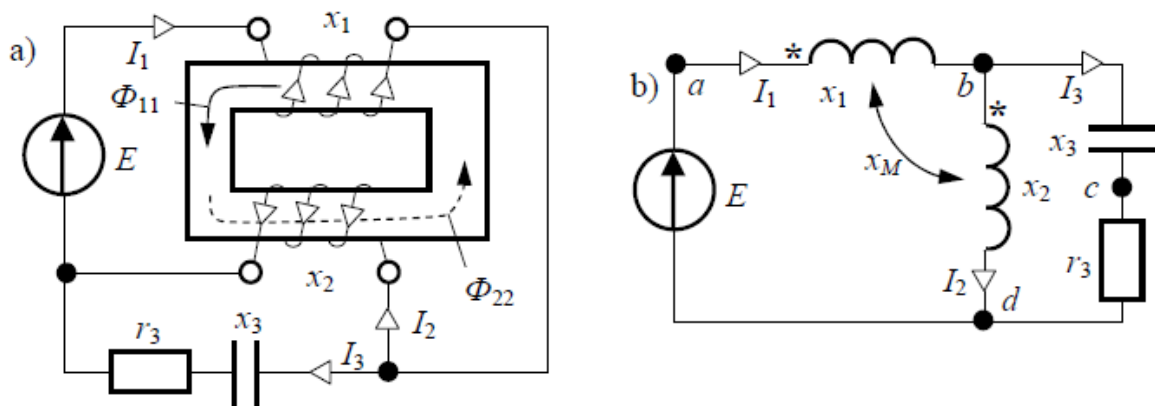 a)
I1
x1
Φ11
E
x2
Φ22
r3
x3
I2
I3
b)
a
I1
*
x1
b
I3
*
x3
xM
x2
c
E
r3
I2
d